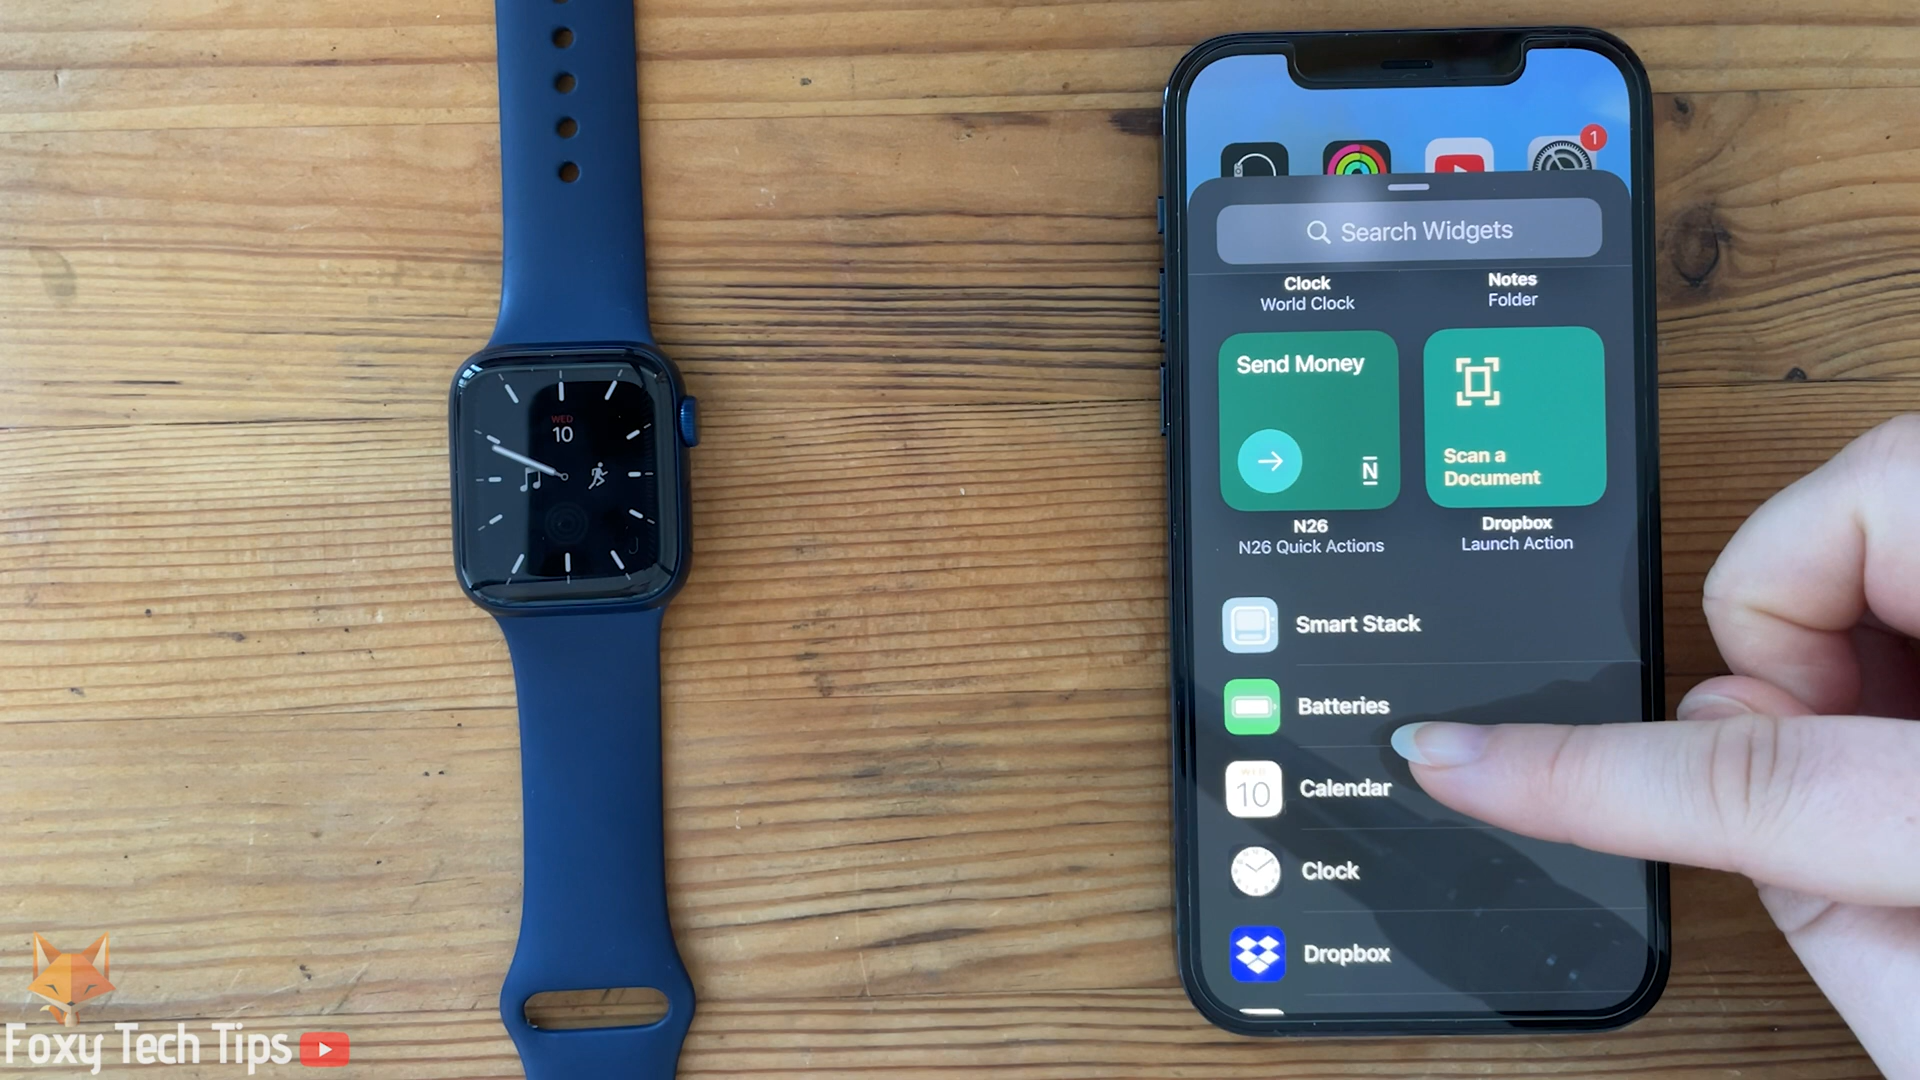 WED
10
1
Search Widgets
Clock
World Clock
Notes
Folder
Send Money
N
N26
N26 Quick Actions
Scan a
Document
Dropbox
Launch Action
Smart Stack
Batteries
WED
10
Calendar
Clock
Dropbox
Foxy Tech Tips